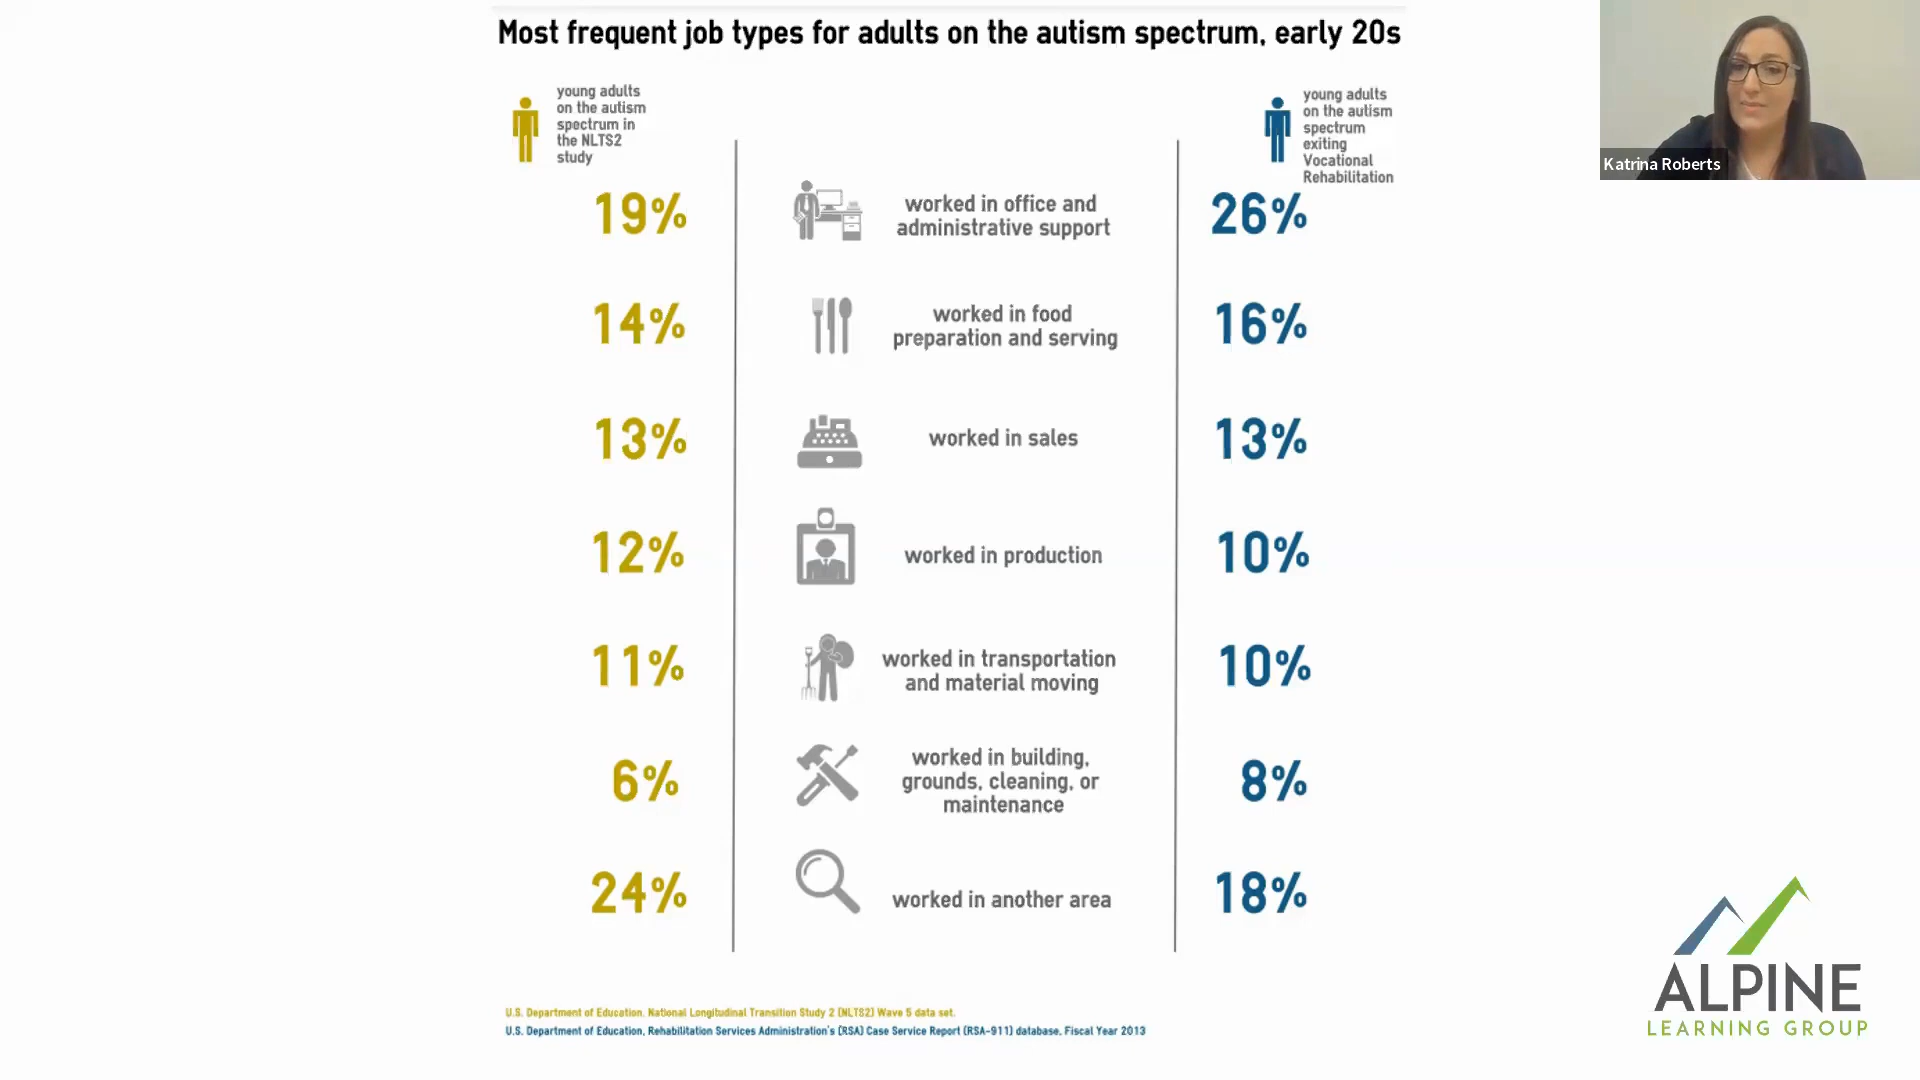 Most frequent job types for adults on the autism spectrum, early 20s
young adults
on the autism
spectrum in
the NLTS2
study
young adults
on the autism
spectrum
exiting
Vocational
Rehabilitation
19%
worked in office and
administrative support
26%
14%
worked in food
preparation and serving
16%
13%
worked in sales
13%
12%
worked in production
10%
11%
worked in transportation
and material moving
10%
6%
worked in building,
grounds, cleaning, or
maintenance
8%
24%
worked in another area
18%
U.S. Department of Education, National Longitudinal Transition Study 2 (NLTS2) Wave 5 data set.
U.S. Department of Education, Rehabilitation Services Administration's (RSA) Case Service Report (RSA-911) database, Fiscal Year 2013
Katrina Roberts
ALPINE
LEARNING GROUP